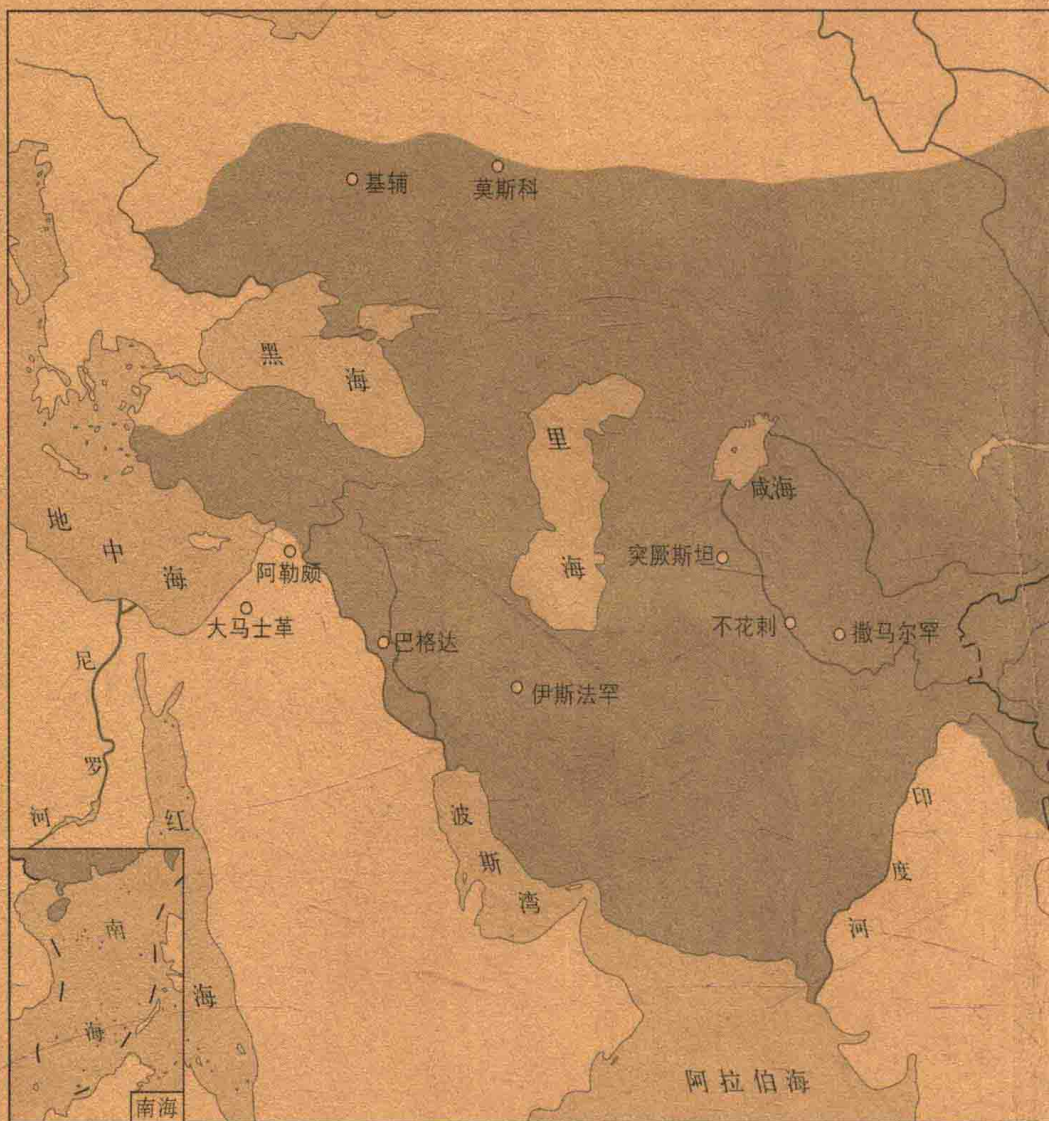 基辅
莫斯科
黑海
里海
咸海
地中海
阿勒颇
突厥斯坦
大马士革
不花剌
撒马尔罕
巴格达
伊斯法罕
尼罗河
红海
波斯湾
印度河
南海
阿拉伯海
南海